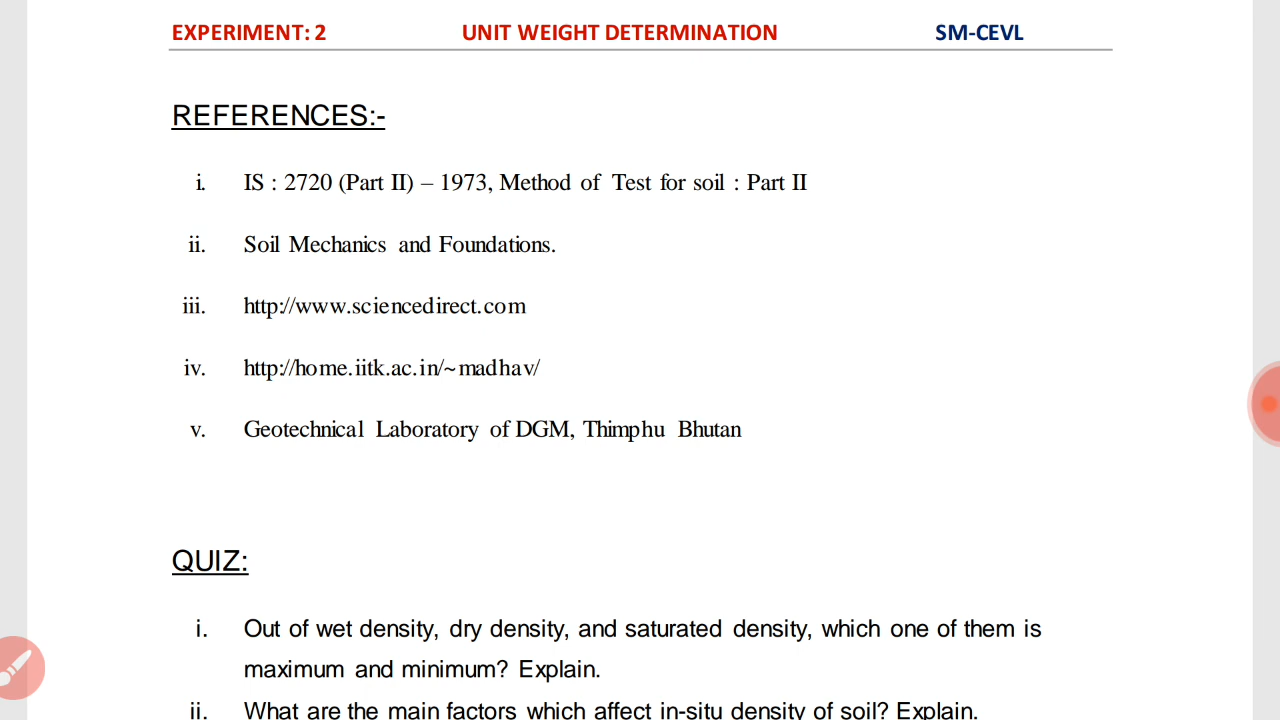 EXPERIMENT: 2 UNIT WEIGHT DETERMINATION SM-CEVL
REFERENCES:-
i. IS : 2720 (Part II) – 1973, Method of Test for soil : Part II
ii. Soil Mechanics and Foundations.
iii. http://www.sciencedirect.com
iv. http://home.iitk.ac.in/~madhav/
v. Geotechnical Laboratory of DGM, Thimphu Bhutan
QUIZ:
i. Out of wet density, dry density, and saturated density, which one of them is
maximum and minimum? Explain.
ii. What are the main factors which affect in-situ density of soil? Explain.